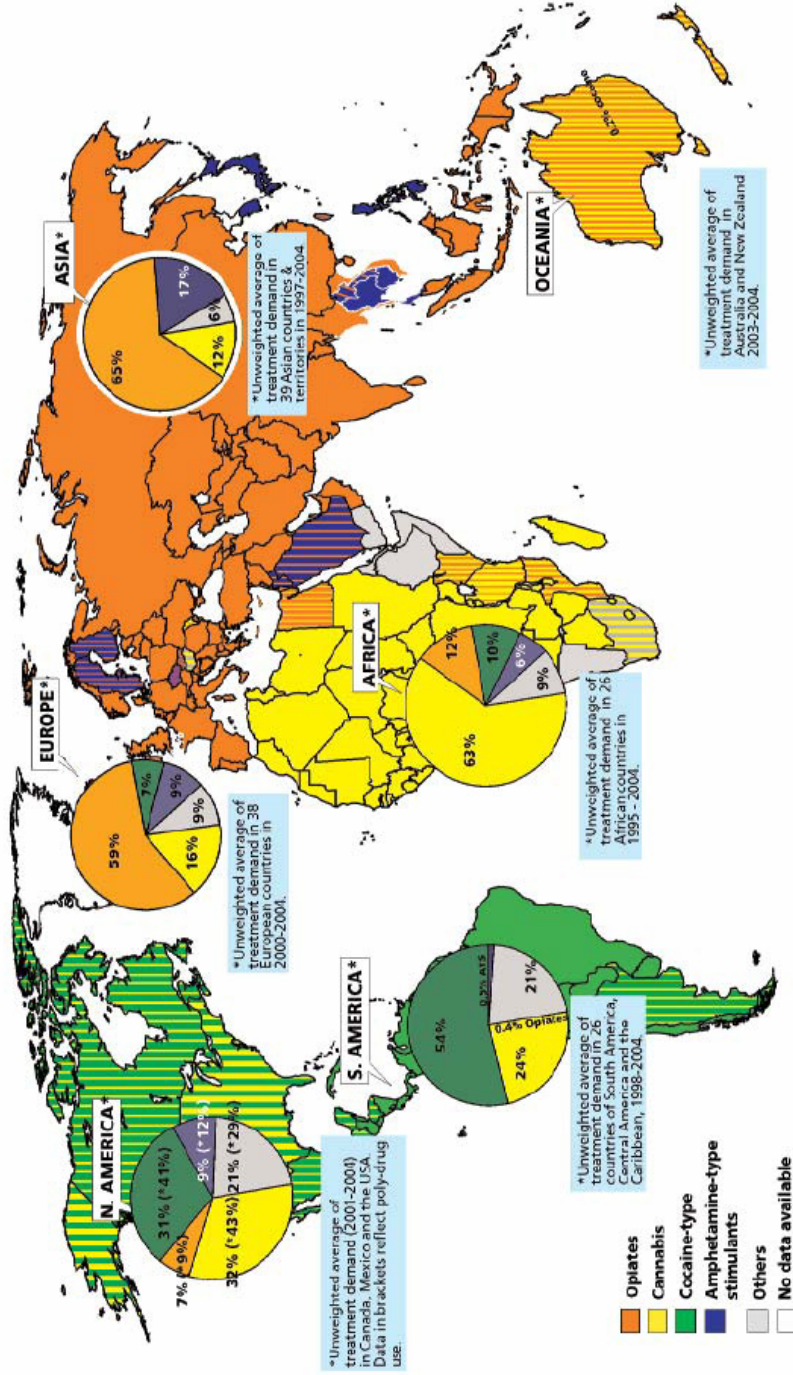 N. AMERICA*
31% (*41%)
9% (*12%)
21% (*29%)
32% (*43%)
7% (*9%)
*Unweighted average of
treatment demand (2001-2004)
in Canada, Mexico and the USA.
Data in brackets reflect poly-drug
use.
EUROPE*
59%
7%
9%
9%
16%
*Unweighted average of
treatment demand in 38
European countries in
2000-2004.
ASIA*
65%
17%
6%
12%
*Unweighted average of
treatment demand in
39 Asian countries &
territories in 1997-2004.
S. AMERICA*
54%
0.5% ATS
21%
0.4% Opiates
24%
*Unweighted average of
treatment demand in 26
countries of South America,
Central America and the
Caribbean, 1998-2004.
AFRICA*
12%
10%
6%
9%
63%
*Unweighted average of
treatment demand in 26
African countries in
1995 - 2004.
OCEANIA*
*Unweighted average of
treatment demand in
Australia and New Zealand
2003-2004.
Opiates
Cannabis
Cocaine-type
Amphetamine-type
stimulants
Others
No data available